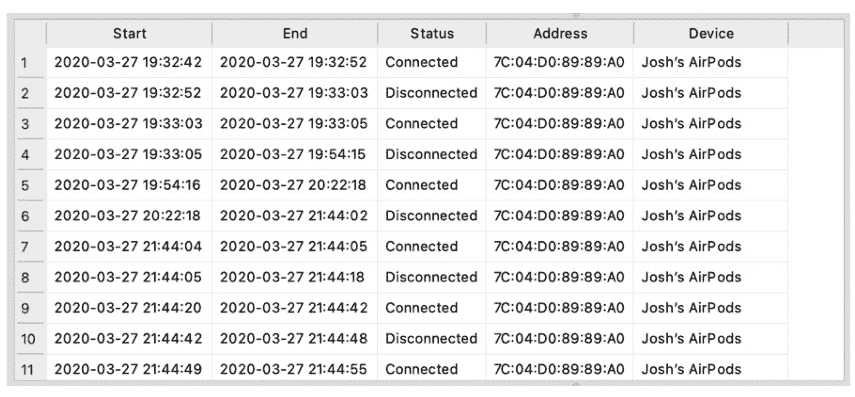 Start End Status Address Device
1 2020-03-27 19:32:42 2020-03-27 19:32:52 Connected 7C:04:D0:89:89:A0 Josh's AirPods
2 2020-03-27 19:32:52 2020-03-27 19:33:03 Disconnected 7C:04:D0:89:89:A0 Josh's AirPods
3 2020-03-27 19:33:03 2020-03-27 19:33:05 Connected 7C:04:D0:89:89:A0 Josh's AirPods
4 2020-03-27 19:33:05 2020-03-27 19:54:15 Disconnected 7C:04:D0:89:89:A0 Josh's AirPods
5 2020-03-27 19:54:16 2020-03-27 20:22:18 Connected 7C:04:D0:89:89:A0 Josh's AirPods
6 2020-03-27 20:22:18 2020-03-27 21:44:02 Disconnected 7C:04:D0:89:89:A0 Josh's AirPods
7 2020-03-27 21:44:04 2020-03-27 21:44:05 Connected 7C:04:D0:89:89:A0 Josh's AirPods
8 2020-03-27 21:44:05 2020-03-27 21:44:18 Disconnected 7C:04:D0:89:89:A0 Josh's AirPods
9 2020-03-27 21:44:20 2020-03-27 21:44:42 Connected 7C:04:D0:89:89:A0 Josh's AirPods
10 2020-03-27 21:44:42 2020-03-27 21:44:48 Disconnected 7C:04:D0:89:89:A0 Josh's AirPods
11 2020-03-27 21:44:49 2020-03-27 21:44:55 Connected 7C:04:D0:89:89:A0 Josh's AirPods